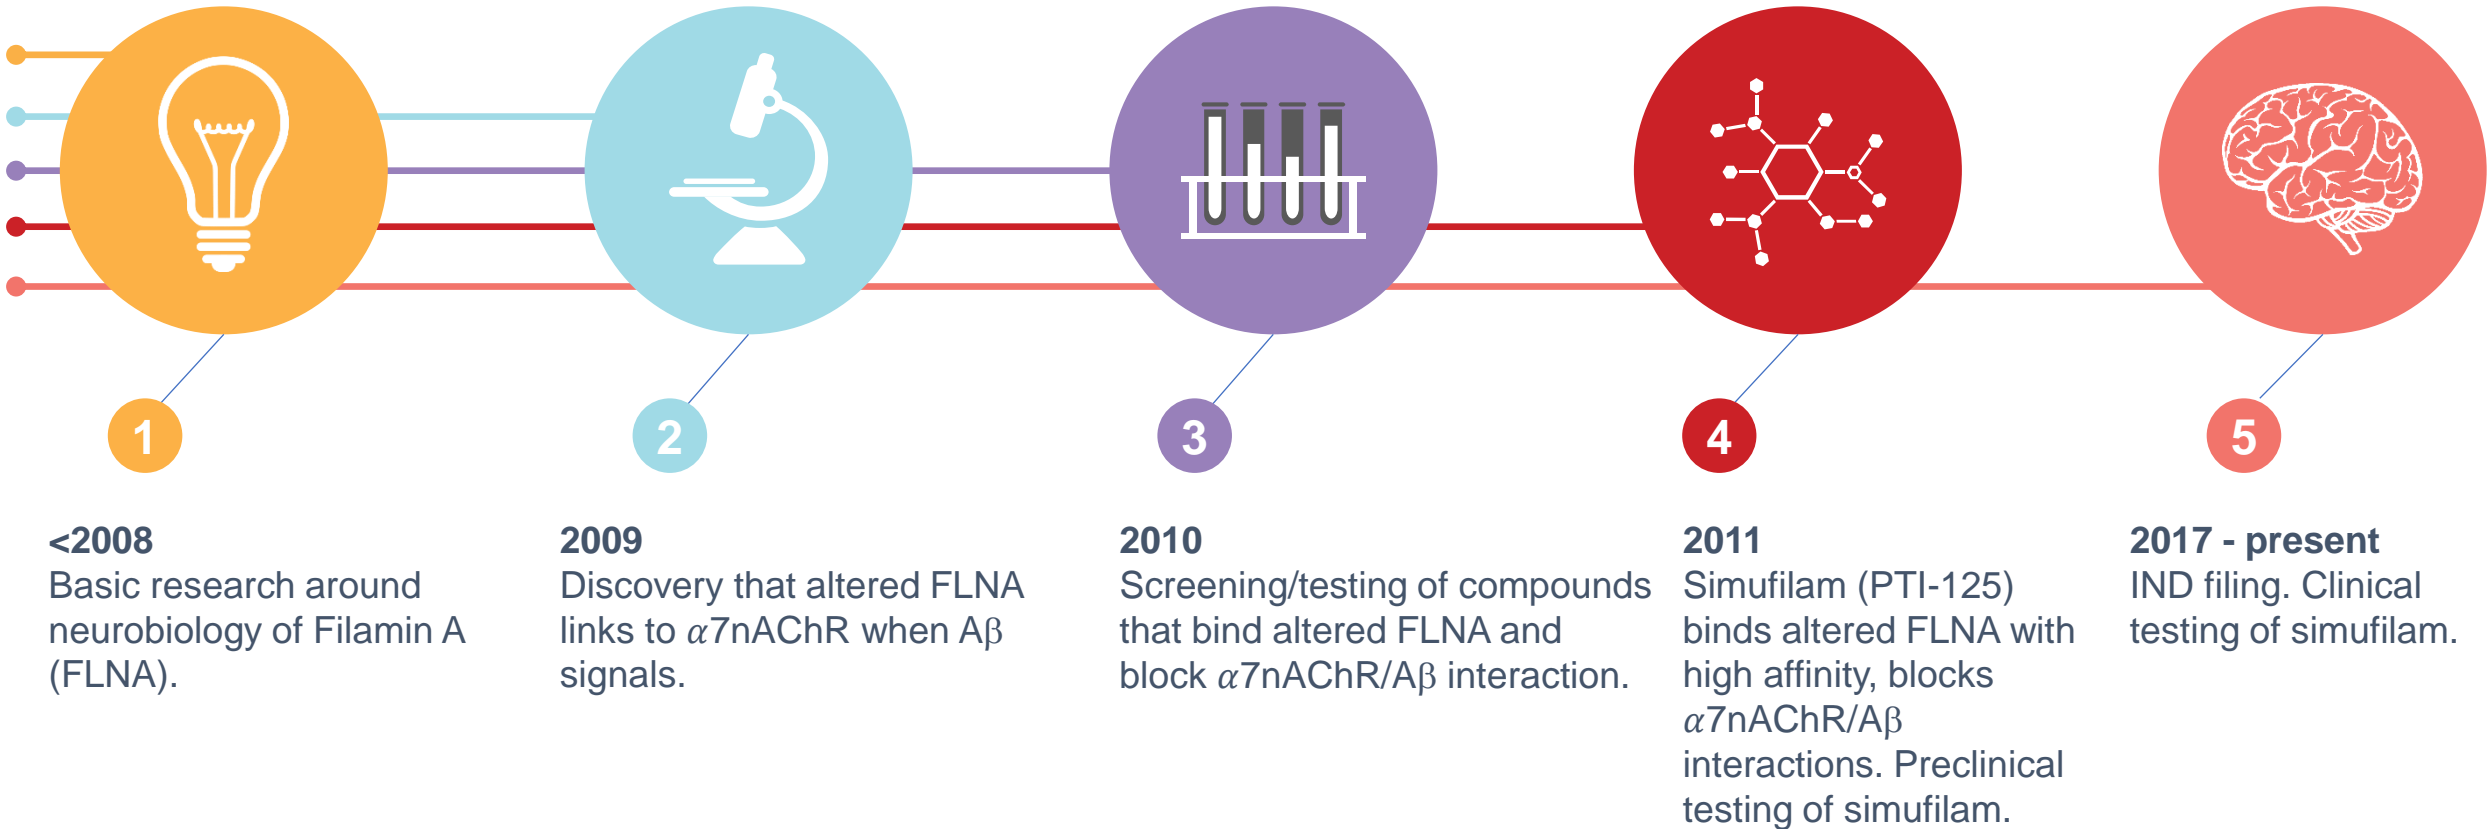 1
2
3
4
5
<2008
Basic research around
neurobiology of Filamin A
(FLNA).
2009
Discovery that altered FLNA
links to α7nAChR when Aβ
signals.
2010
Screening/testing of compounds
that bind altered FLNA and
block α7nAChR/Aβ interaction.
2011
Simufilam (PTI-125)
binds altered FLNA with
high affinity, blocks
α7nAChR/Aβ
interactions. Preclinical
testing of simufilam.
2017 - present
IND filing. Clinical
testing of simufilam.